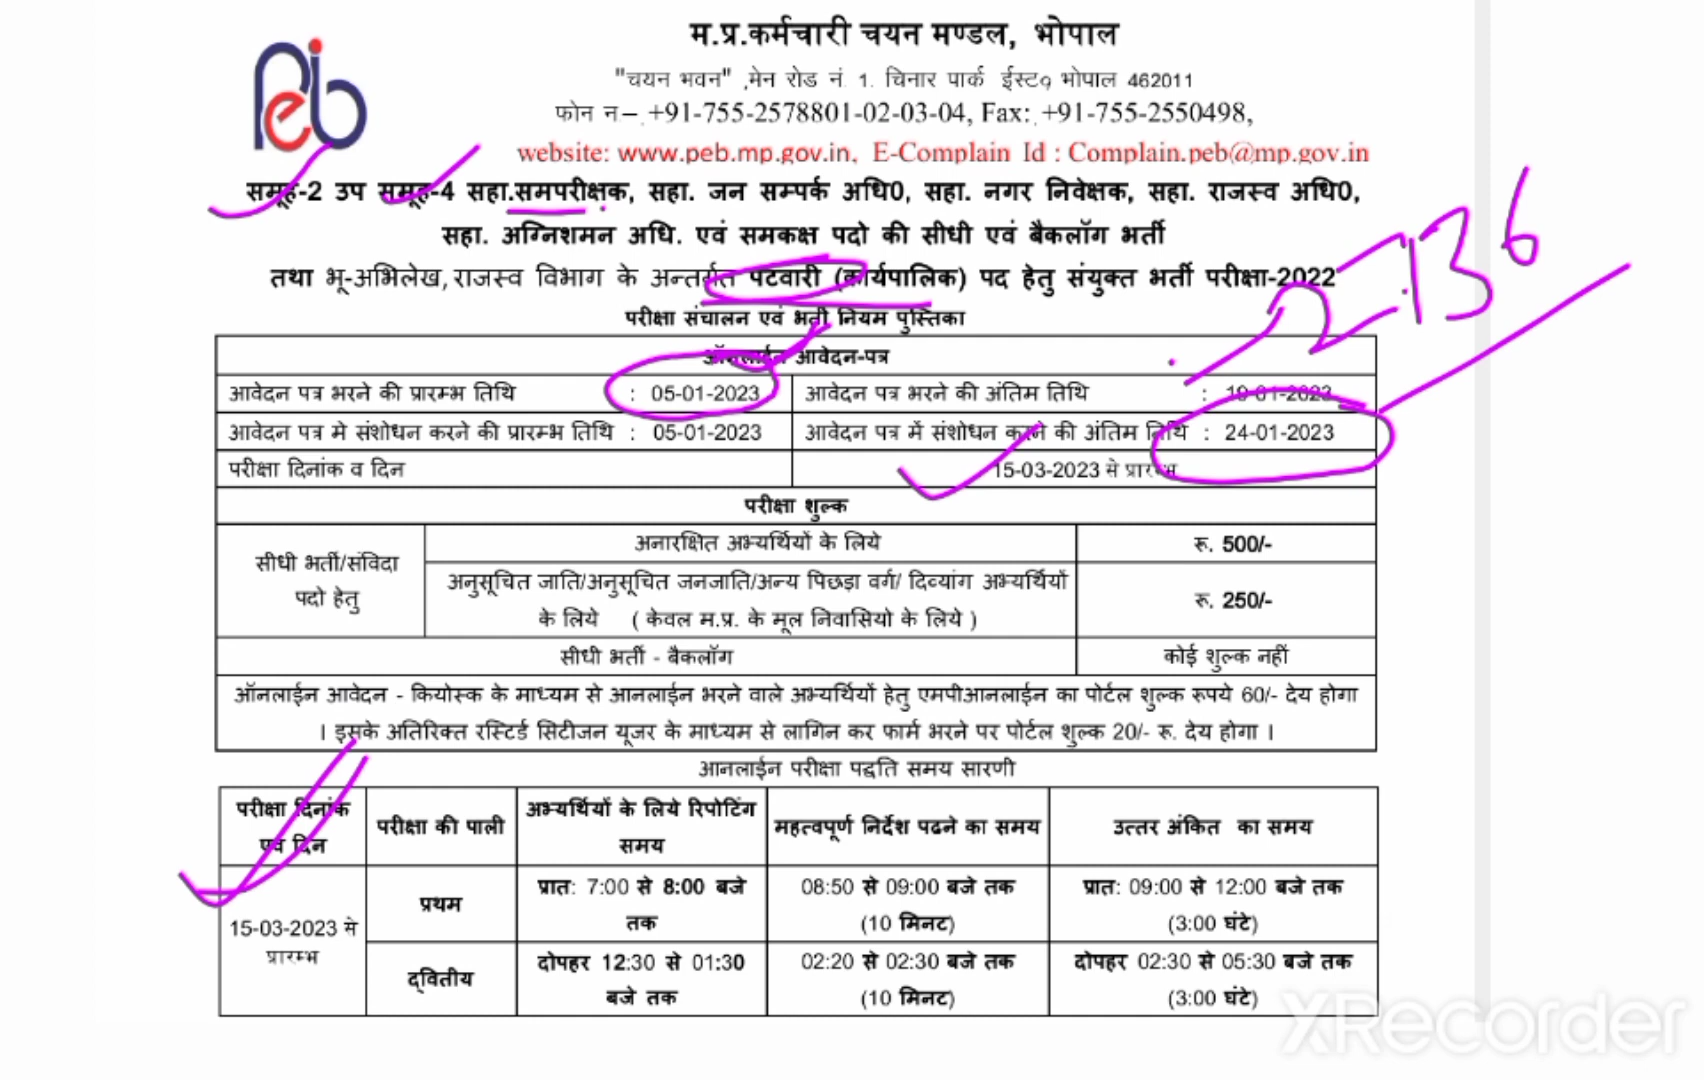 Peb
म.प्र.कर्मचारी चयन मण्डल, भोपाल
"चयन भवन" ,मेन रोड नं. 1. चिनार पार्क ईस्ट૧ भोपाल 462011
फोन न–. +91-755-2578801-02-03-04, Fax: +91-755-2550498,
website: www.peb.mp.gov.in, E-Complain Id : Complain.peb@mp.gov.in
समूह-2 उप समूह-4 सहा.समपरीक्षक, सहा. जन सम्पर्क अधि0, सहा. नगर निवेक्षक, सहा. राजस्व अधि0,
सहा. अग्निशमन अधि. एवं समकक्ष पदो की सीधी एवं बैकलॉग भर्ती
तथा भू-अभिलेख, राजस्व विभाग के अन्तर्गत पटवारी (कार्यपालिक) पद हेतु संयुक्त भर्ती परीक्षा-2022
2736
परीक्षा संचालन एवं भर्ती नियम पुस्तिका
ऑनलाईन आवेदन-पत्र
आवेदन पत्र भरने की प्रारम्भ तिथि : 05-01-2023 आवेदन पत्र भरने की अंतिम तिथि : 19-01-2023
आवेदन पत्र मे संशोधन करने की प्रारम्भ तिथि : 05-01-2023 आवेदन पत्र में संशोधन करने की अंतिम तिथि : 24-01-2023
परीक्षा दिनांक व दिन 15-03-2023 से प्रारम्भ
परीक्षा शुल्क
सीधी भर्ती/संविदा पदो हेतु
अनारक्षित अभ्यर्थियों के लिये रू. 500/-
अनुसूचित जाति/अनुसूचित जनजाति/अन्य पिछड़ा वर्ग/ दिव्यांग अभ्यर्थियों
के लिये ( केवल म.प्र. के मूल निवासियो के लिये ) रू. 250/-
सीधी भर्ती - बैकलॉग कोई शुल्क नहीं
ऑनलाईन आवेदन - कियोस्क के माध्यम से आनलाईन भरने वाले अभ्यर्थियों हेतु एमपीआनलाईन का पोर्टल शुल्क रूपये 60/- देय होगा
। इसके अतिरिक्त रस्टिर्ड सिटीजन यूजर के माध्यम से लागिन कर फार्म भरने पर पोर्टल शुल्क 20/- रू. देय होगा ।
आनलाईन परीक्षा पद्धति समय सारणी
परीक्षा दिनांक एवं दिन परीक्षा की पाली अभ्यर्थियों के लिये रिपोटिंग समय महत्वपूर्ण निर्देश पढने का समय उत्तर अंकित का समय
15-03-2023 से प्रारम्भ
प्रथम प्रात: 7:00 से 8:00 बजे तक 08:50 से 09:00 बजे तक (10 मिनट) प्रात: 09:00 से 12:00 बजे तक (3:00 घंटे)
द्वितीय दोपहर 12:30 से 01:30 बजे तक 02:20 से 02:30 बजे तक (10 मिनट) दोपहर 02:30 से 05:30 बजे तक (3:00 घंटे)
XRecorder